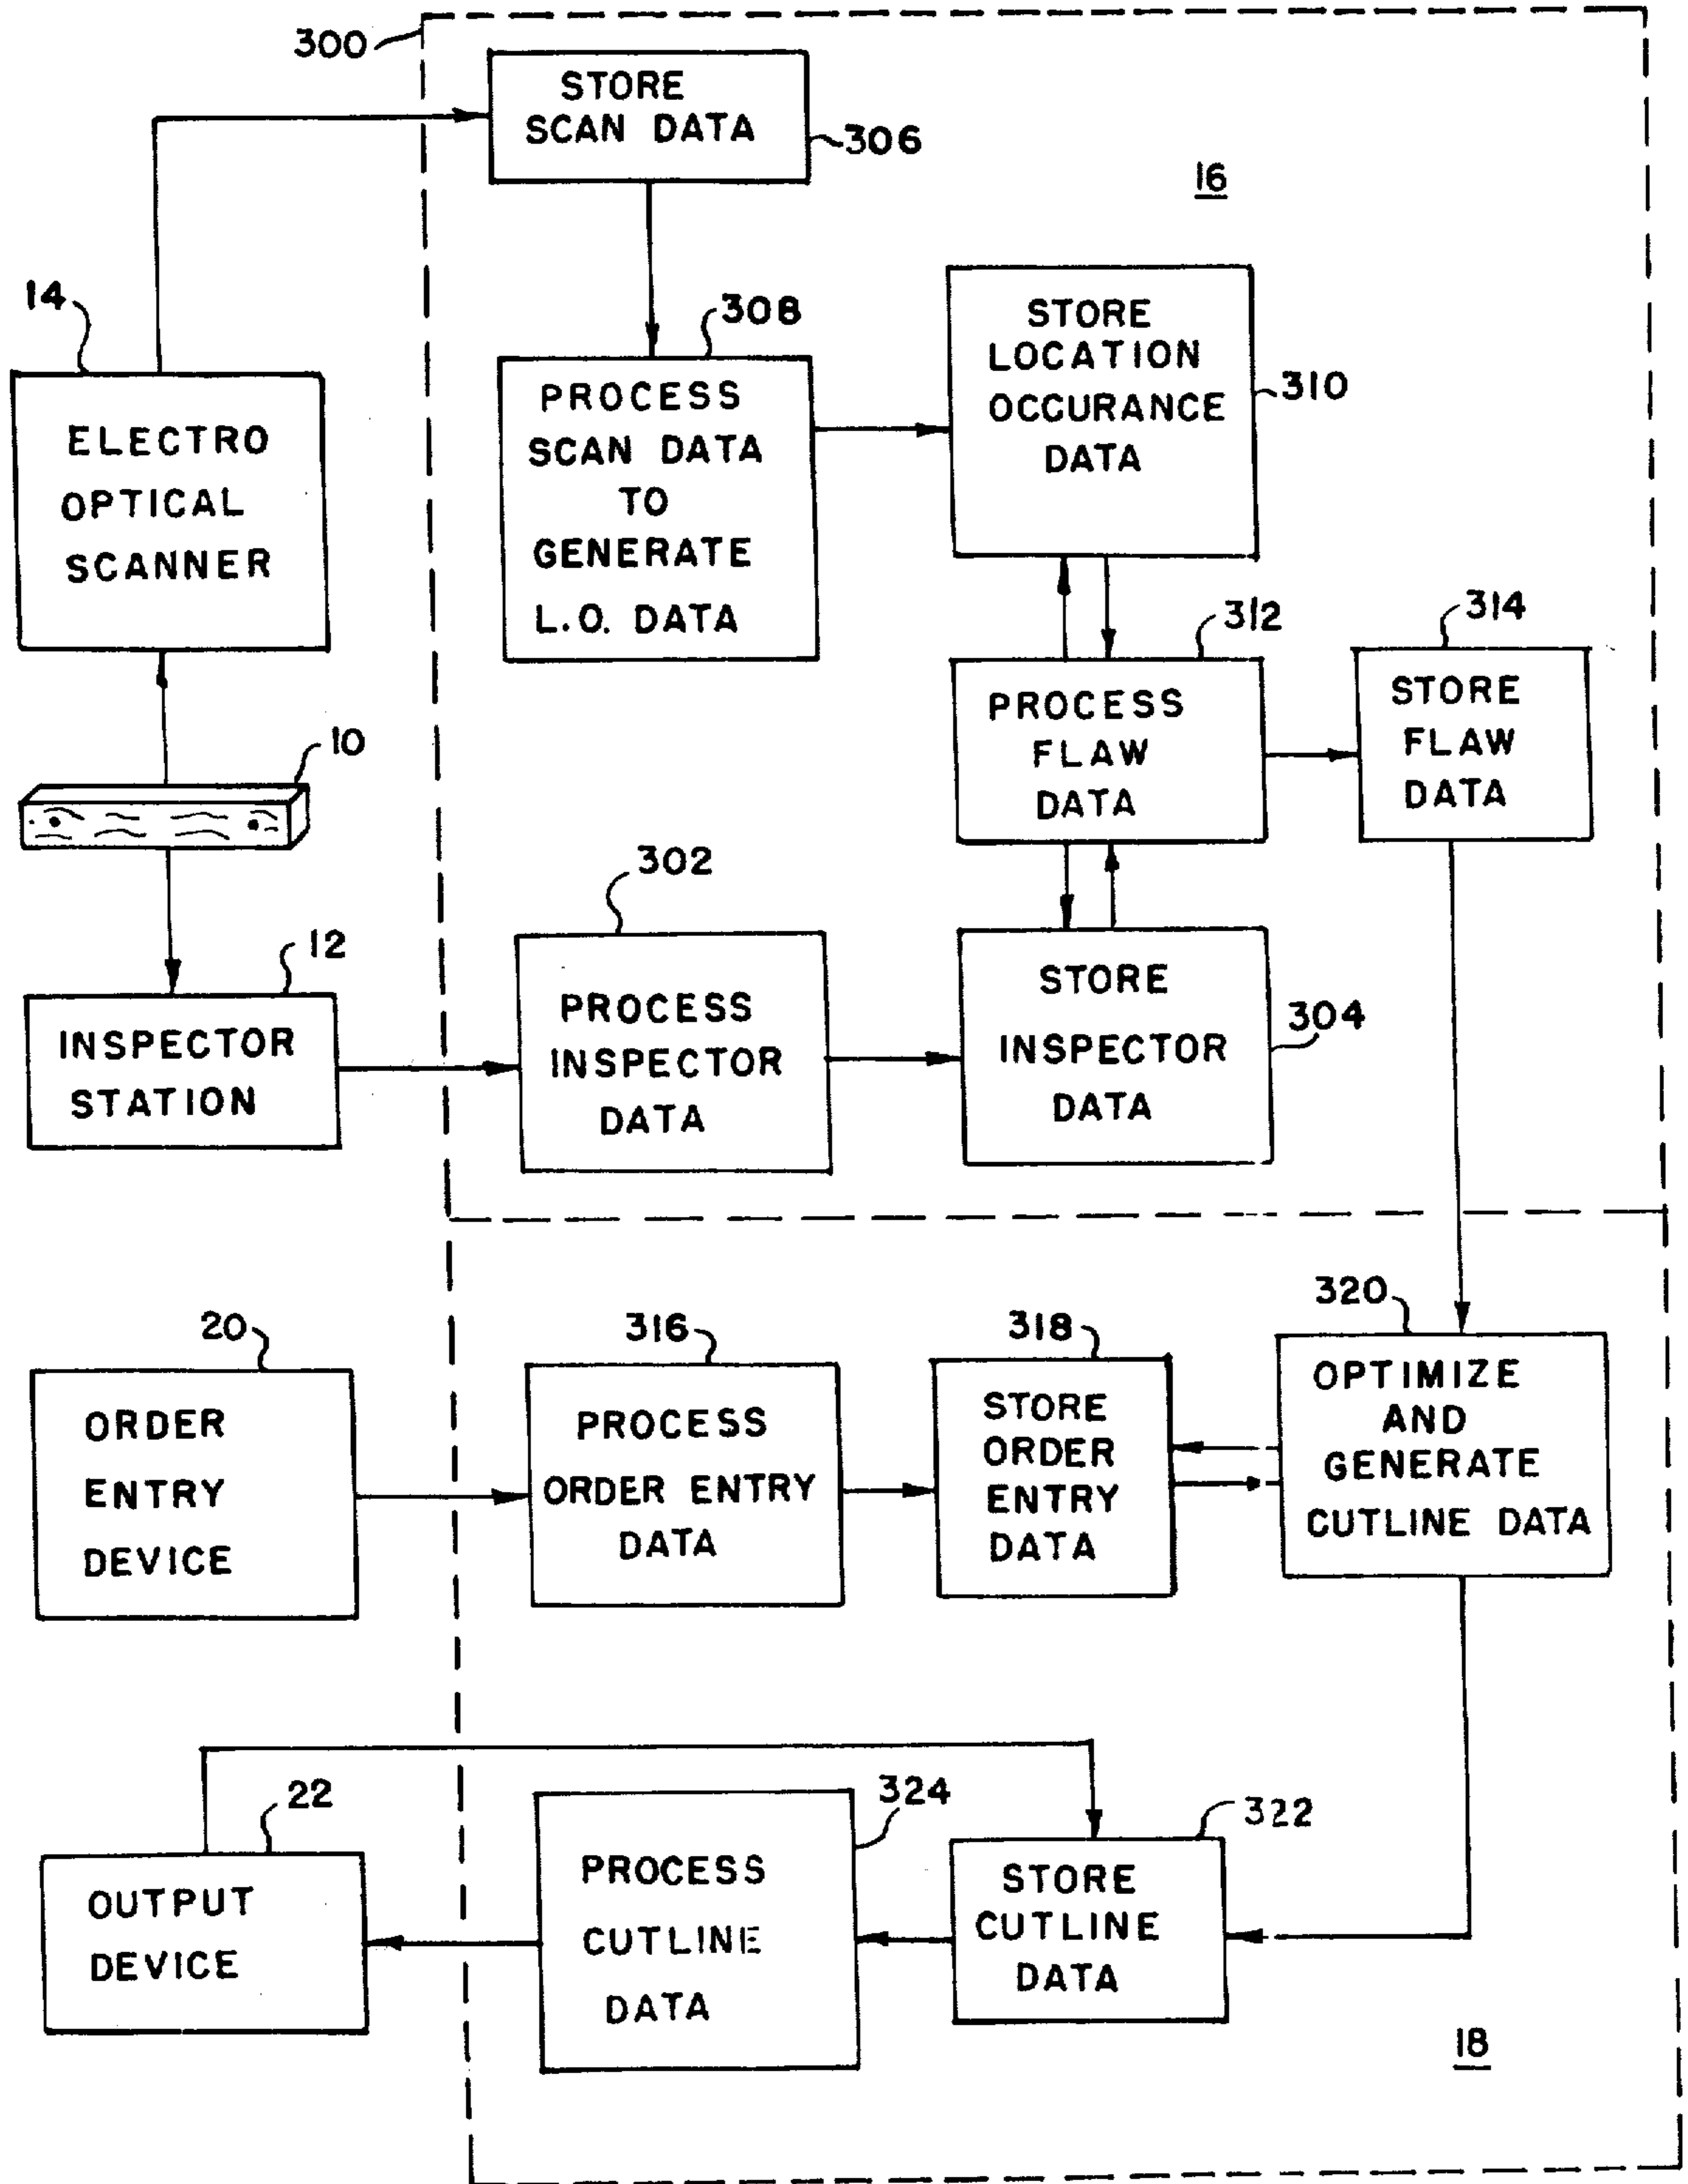 300
STORE
SCAN DATA
306
16
14
ELECTRO
OPTICAL
SCANNER
308
PROCESS
SCAN DATA
TO
GENERATE
L.O. DATA
STORE
LOCATION
OCCURANCE
DATA
310
312
PROCESS
FLAW
DATA
314
STORE
FLAW
DATA
10
302
PROCESS
INSPECTOR
DATA
12
INSPECTOR
STATION
STORE
INSPECTOR
DATA
304
20
ORDER
ENTRY
DEVICE
316
PROCESS
ORDER ENTRY
DATA
318
STORE
ORDER
ENTRY
DATA
320
OPTIMIZE
AND
GENERATE
CUTLINE DATA
22
OUTPUT
DEVICE
324
PROCESS
CUTLINE
DATA
322
STORE
CUTLINE
DATA
18